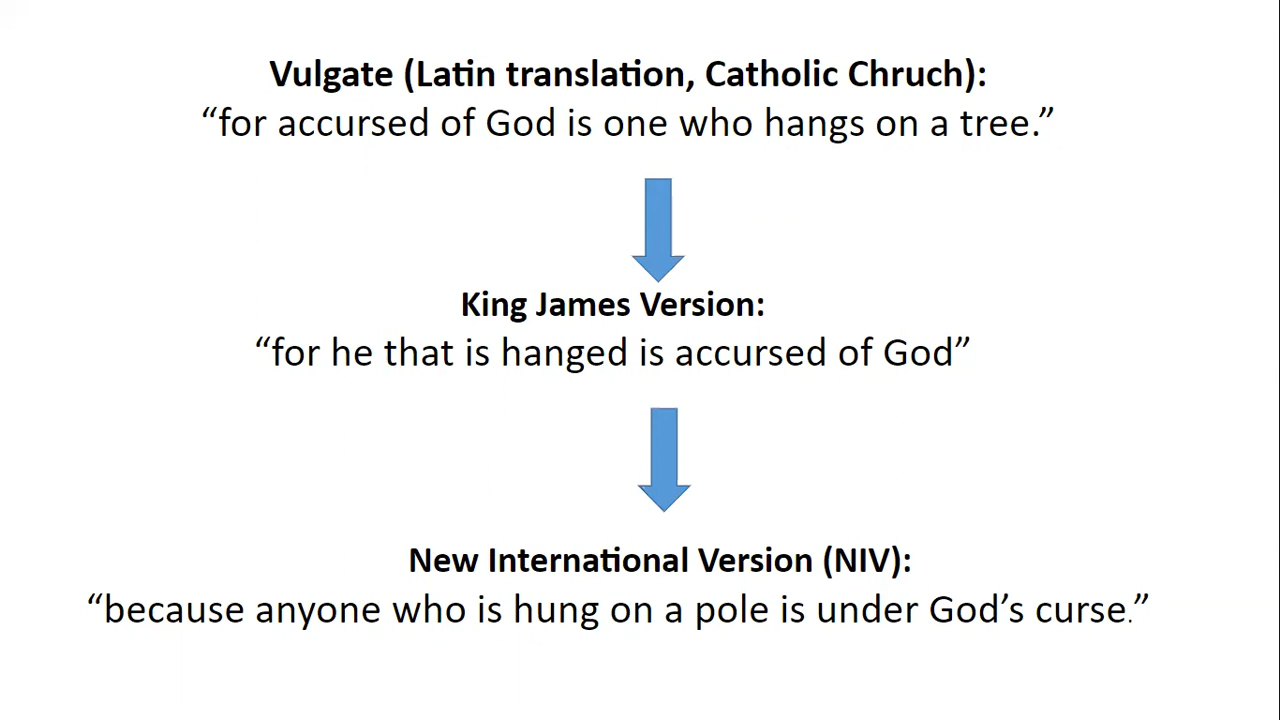 Vulgate (Latin translation, Catholic Chruch):
“for accursed of God is one who hangs on a tree.”
King James Version:
“for he that is hanged is accursed of God”
New International Version (NIV):
“because anyone who is hung on a pole is under God’s curse.”